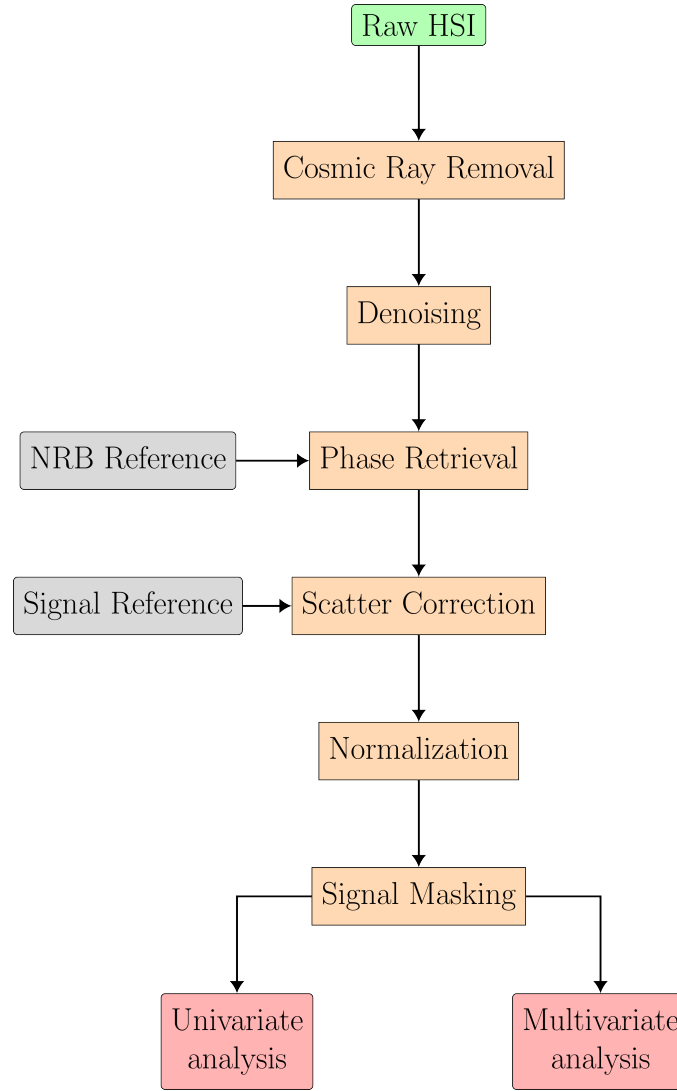 Raw HSI
Cosmic Ray Removal
Denoising
NRB Reference
Phase Retrieval
Signal Reference
Scatter Correction
Normalization
Signal Masking
Univariate
analysis
Multivariate
analysis